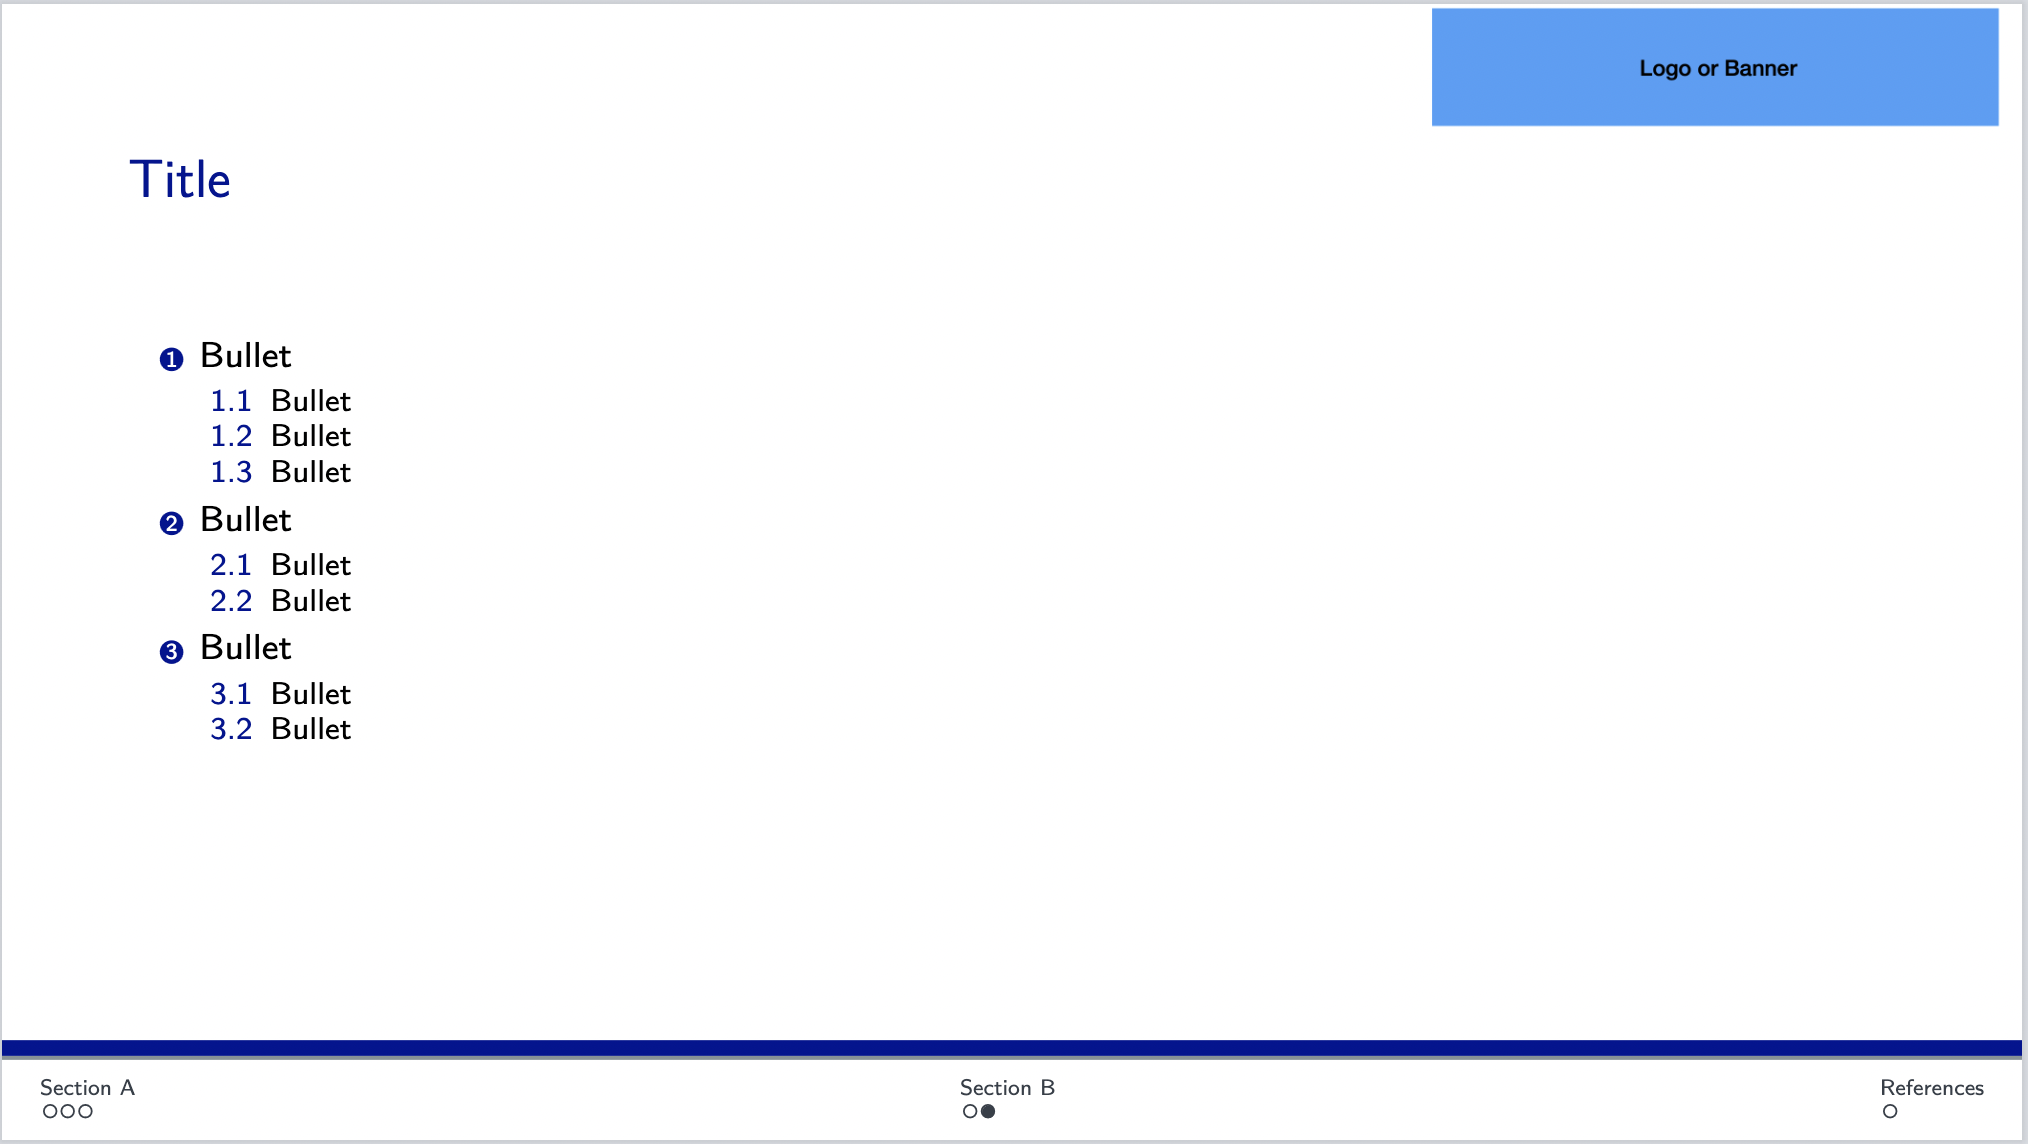 Logo or Banner
Title
1 Bullet
1.1 Bullet
1.2 Bullet
1.3 Bullet
2 Bullet
2.1 Bullet
2.2 Bullet
3 Bullet
3.1 Bullet
3.2 Bullet
Section A Section B References